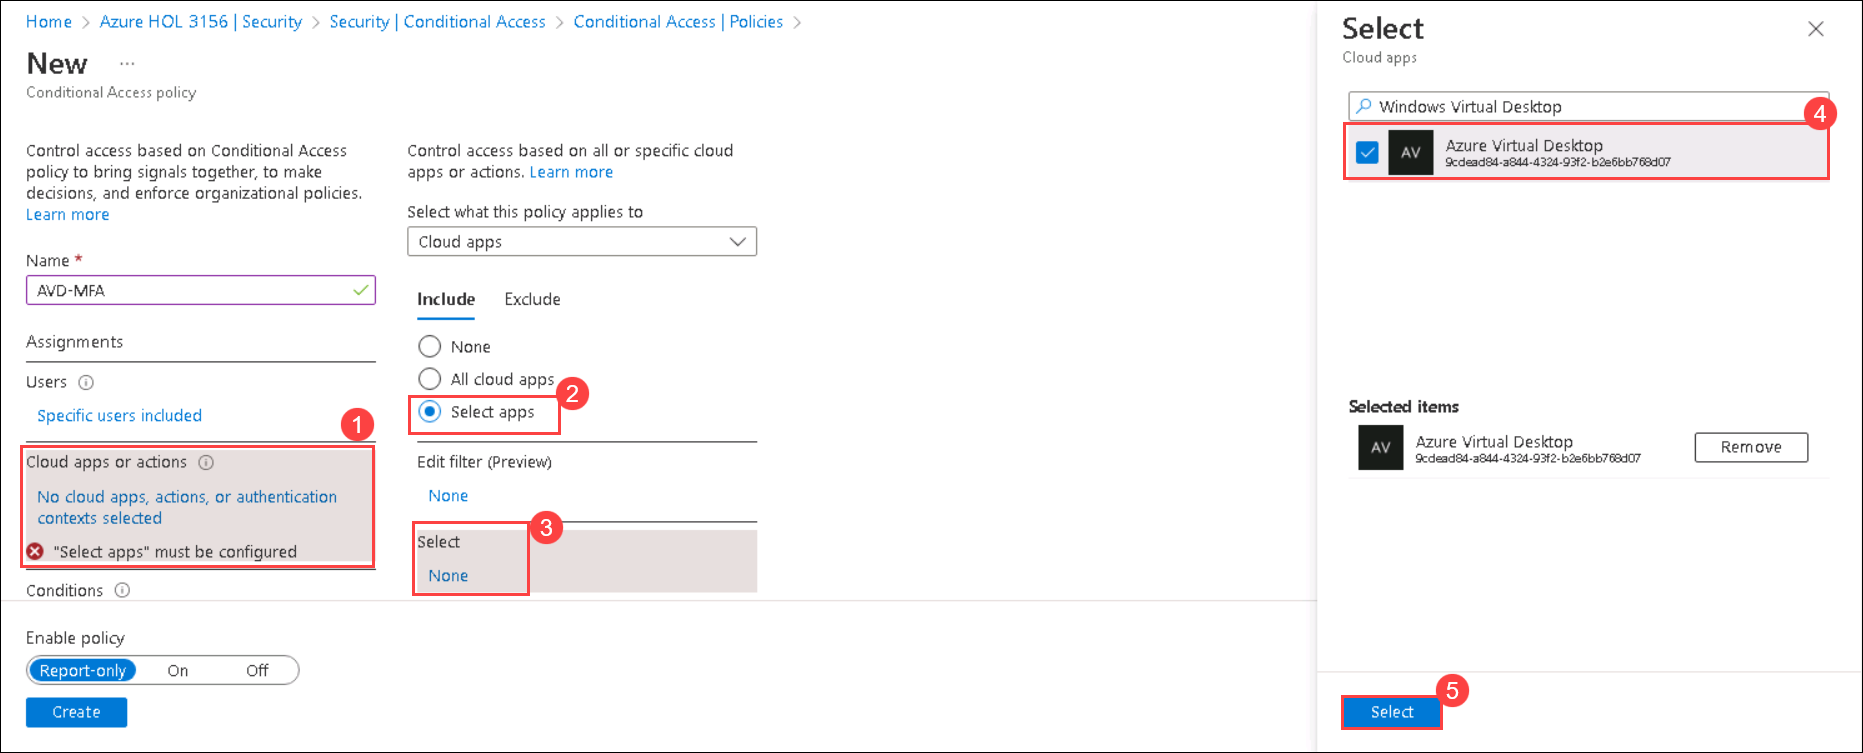 Home > Azure HOL 3156 | Security > Security | Conditional Access > Conditional Access | Policies >
New ...
Conditional Access policy
Control access based on Conditional Access
policy to bring signals together, to make
decisions, and enforce organizational policies.
Learn more
Name *
AVD-MFA
Assignments
Users
Specific users included
1
Cloud apps or actions
No cloud apps, actions, or authentication
contexts selected
"Select apps" must be configured
Conditions
Control access based on all or specific cloud
apps or actions. Learn more
Select what this policy applies to
Cloud apps
Include Exclude
None
All cloud apps
2
Select apps
Edit filter (Preview)
None
3
Select
None
Enable policy
Report-only On Off
Create
Select
Cloud apps
Windows Virtual Desktop
4
AV
Azure Virtual Desktop
9cdead84-a844-4324-93f2-b2e6bb768d07
Selected items
AV
Azure Virtual Desktop
9cdead84-a844-4324-93f2-b2e6bb768d07
Remove
5
Select